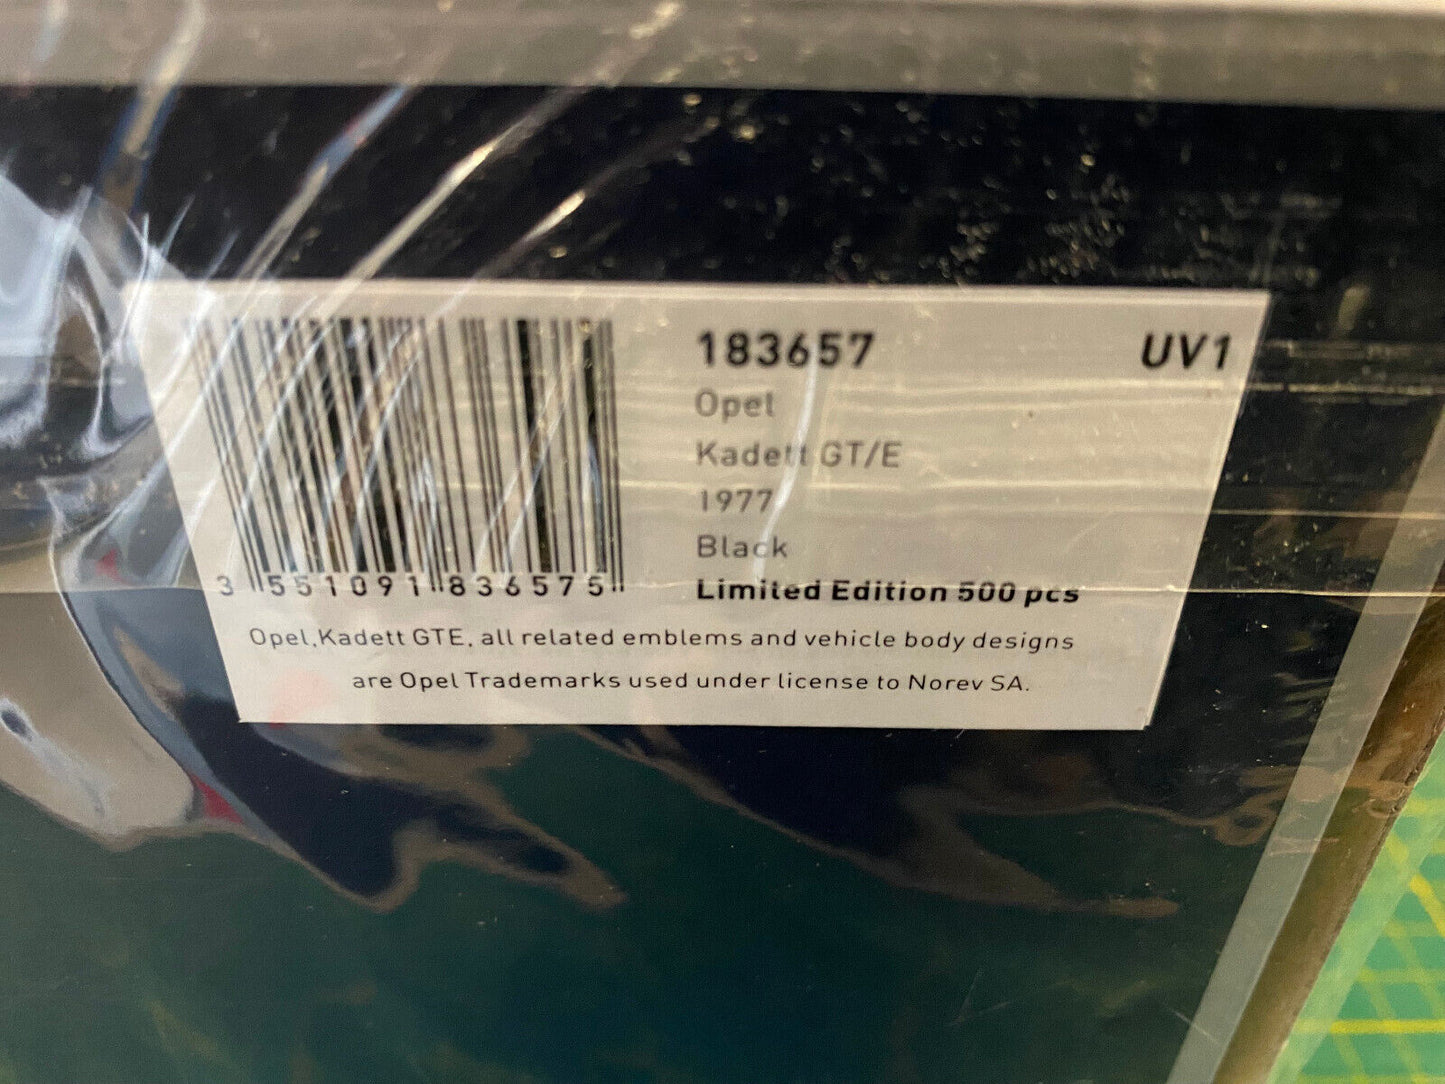 183657 UV1
Opel
Kadett GT/E
1977
Black
Limited Edition 500 pcs
3 551091 836575
Opel,Kadett GTE, all related emblems and vehicle body designs
are Opel Trademarks used under license to Norev SA.